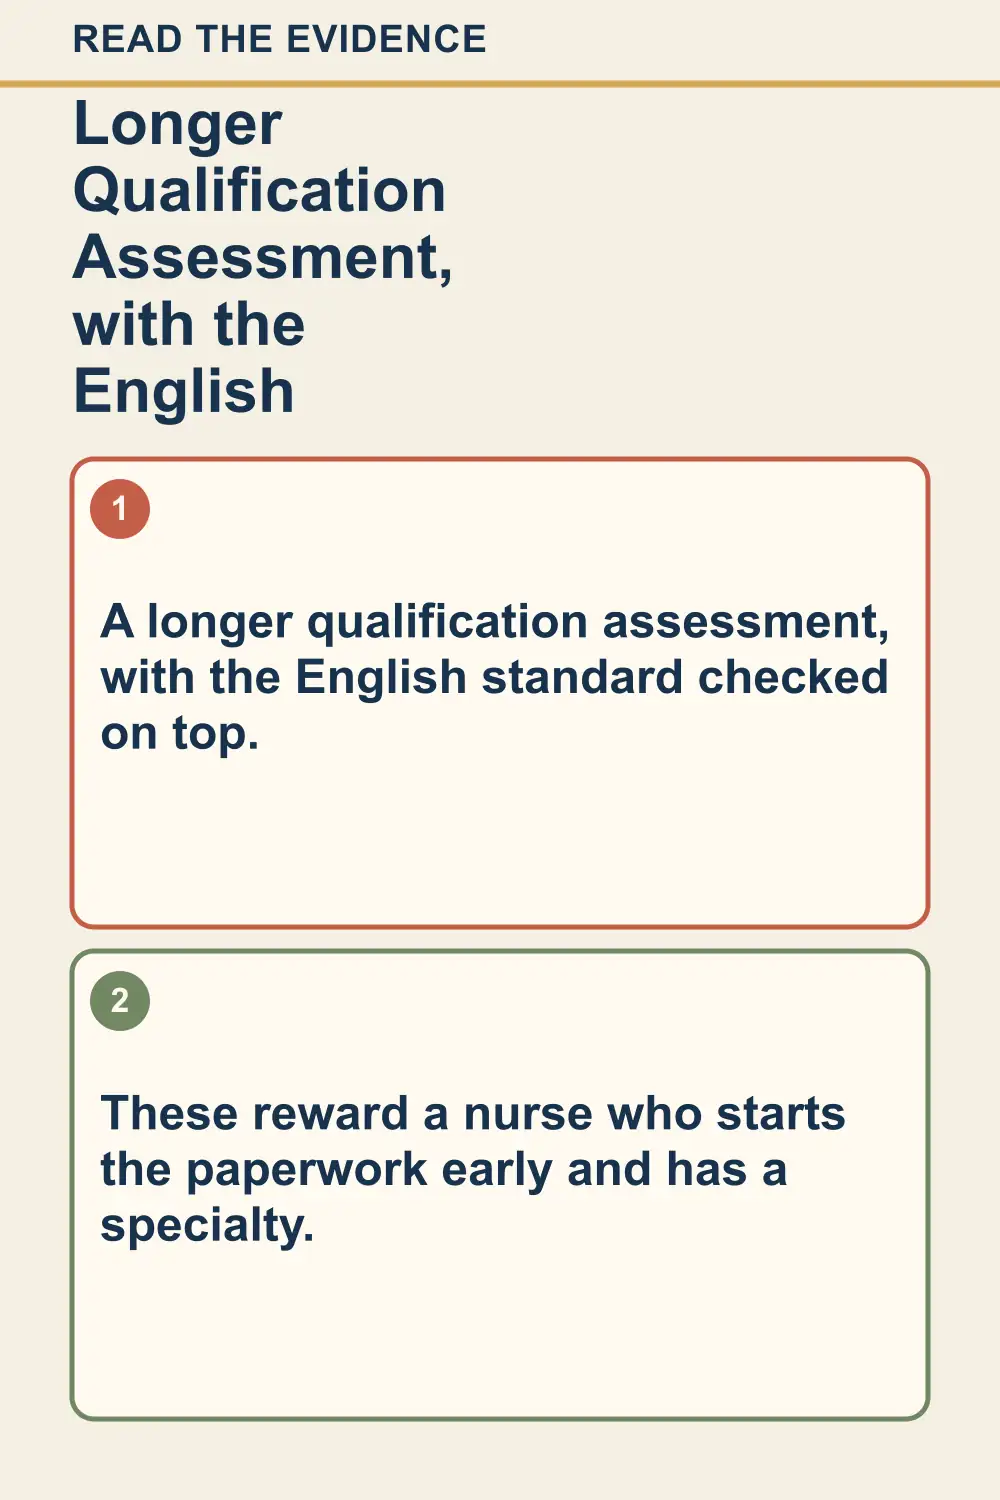 READ THE EVIDENCE
Longer
Qualification
Assessment,
with the
English
1
A longer qualification assessment,
with the English standard checked
on top.
2
These reward a nurse who starts
the paperwork early and has a
specialty.